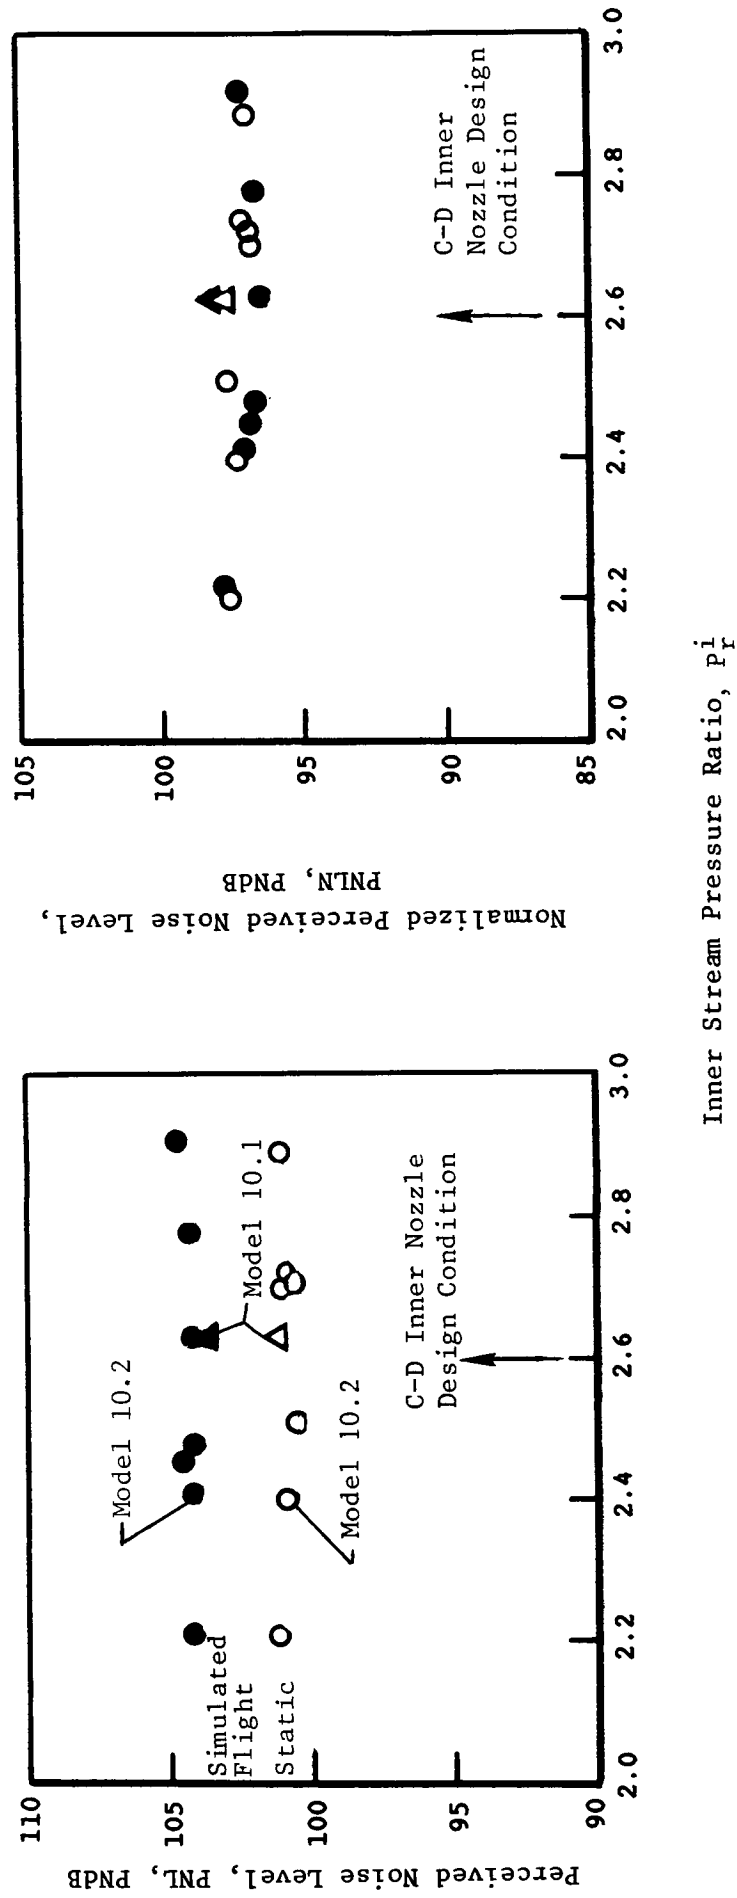 110
105
100
95
90
Perceived Noise Level, PNL, PNdB
Model 10.2
Simulated
Flight
Static
Model 10.1
Model 10.2
C-D Inner Nozzle
Design Condition
2.0
2.2
2.4
2.6
2.8
3.0
105
100
95
90
85
Normalized Perceived Noise Level,
PNLN, PNdB
C-D Inner
Nozzle Design
Condition
2.0
2.2
2.4
2.6
2.8
3.0
Inner Stream Pressure Ratio, P_r^i